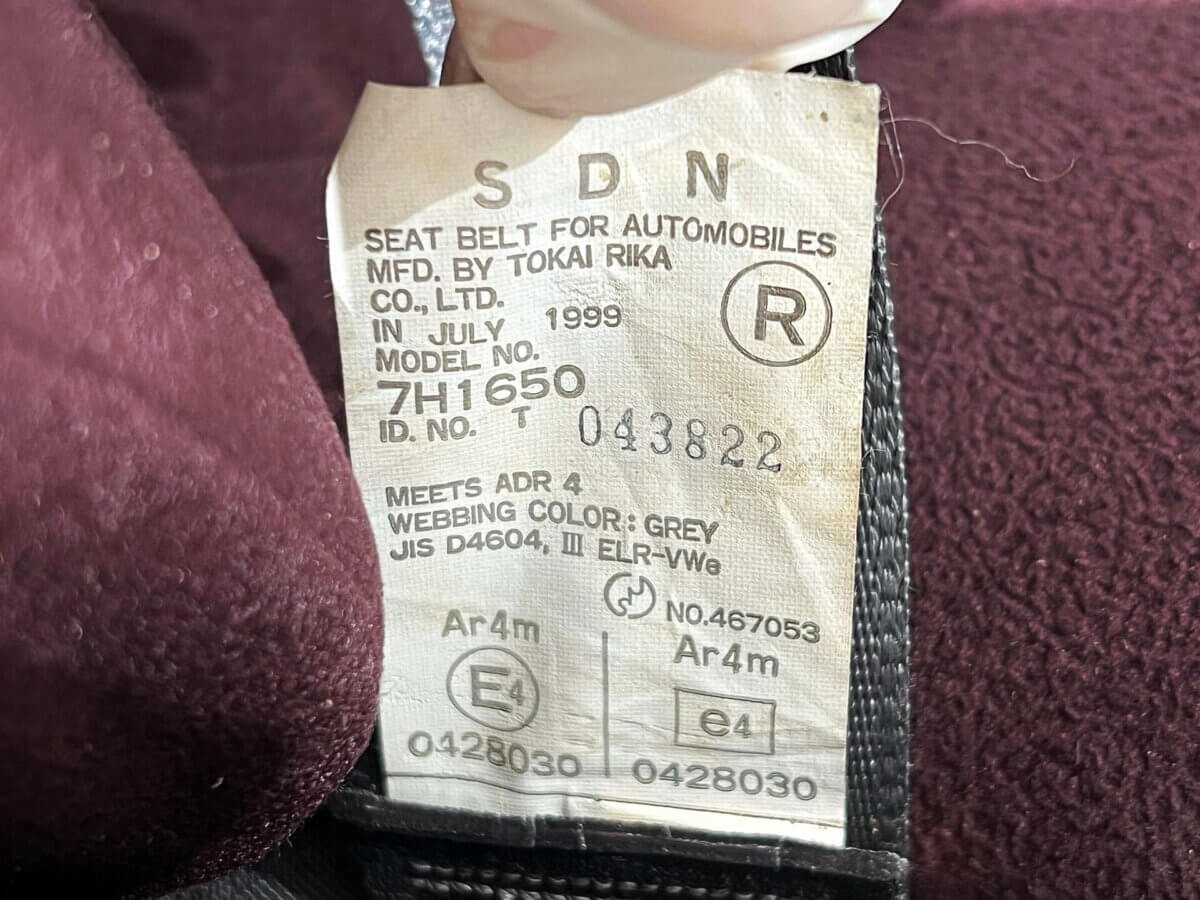 S D N
SEAT BELT FOR AUTOMOBILES
MFD. BY TOKAI RIKA
CO., LTD.
IN JULY 1999
R
MODEL NO.
7H1650
ID. NO. T 043822
MEETS ADR 4
WEBBING COLOR: GREY
JIS D4604, III ELR-VWe
NO.467053
Ar4m
E4
0428030
Ar4m
e4
0428030